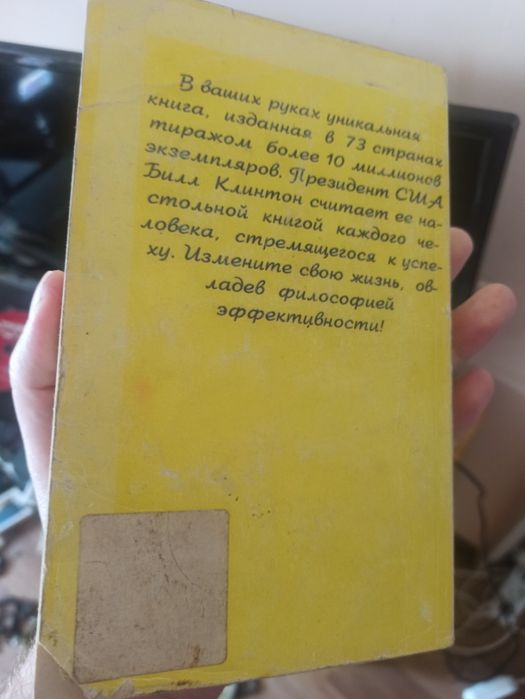 В ваших руках уникальная
книга, изданная в 73 странах
тиражом более 10 миллионов
экземпляров. Президент США
Билл Клинтон считает ее на-
стольной книгой каждого че-
ловека, стремящегося к успе-
ху. Измените свою жизнь, ов-
ладев философией
эффективности!